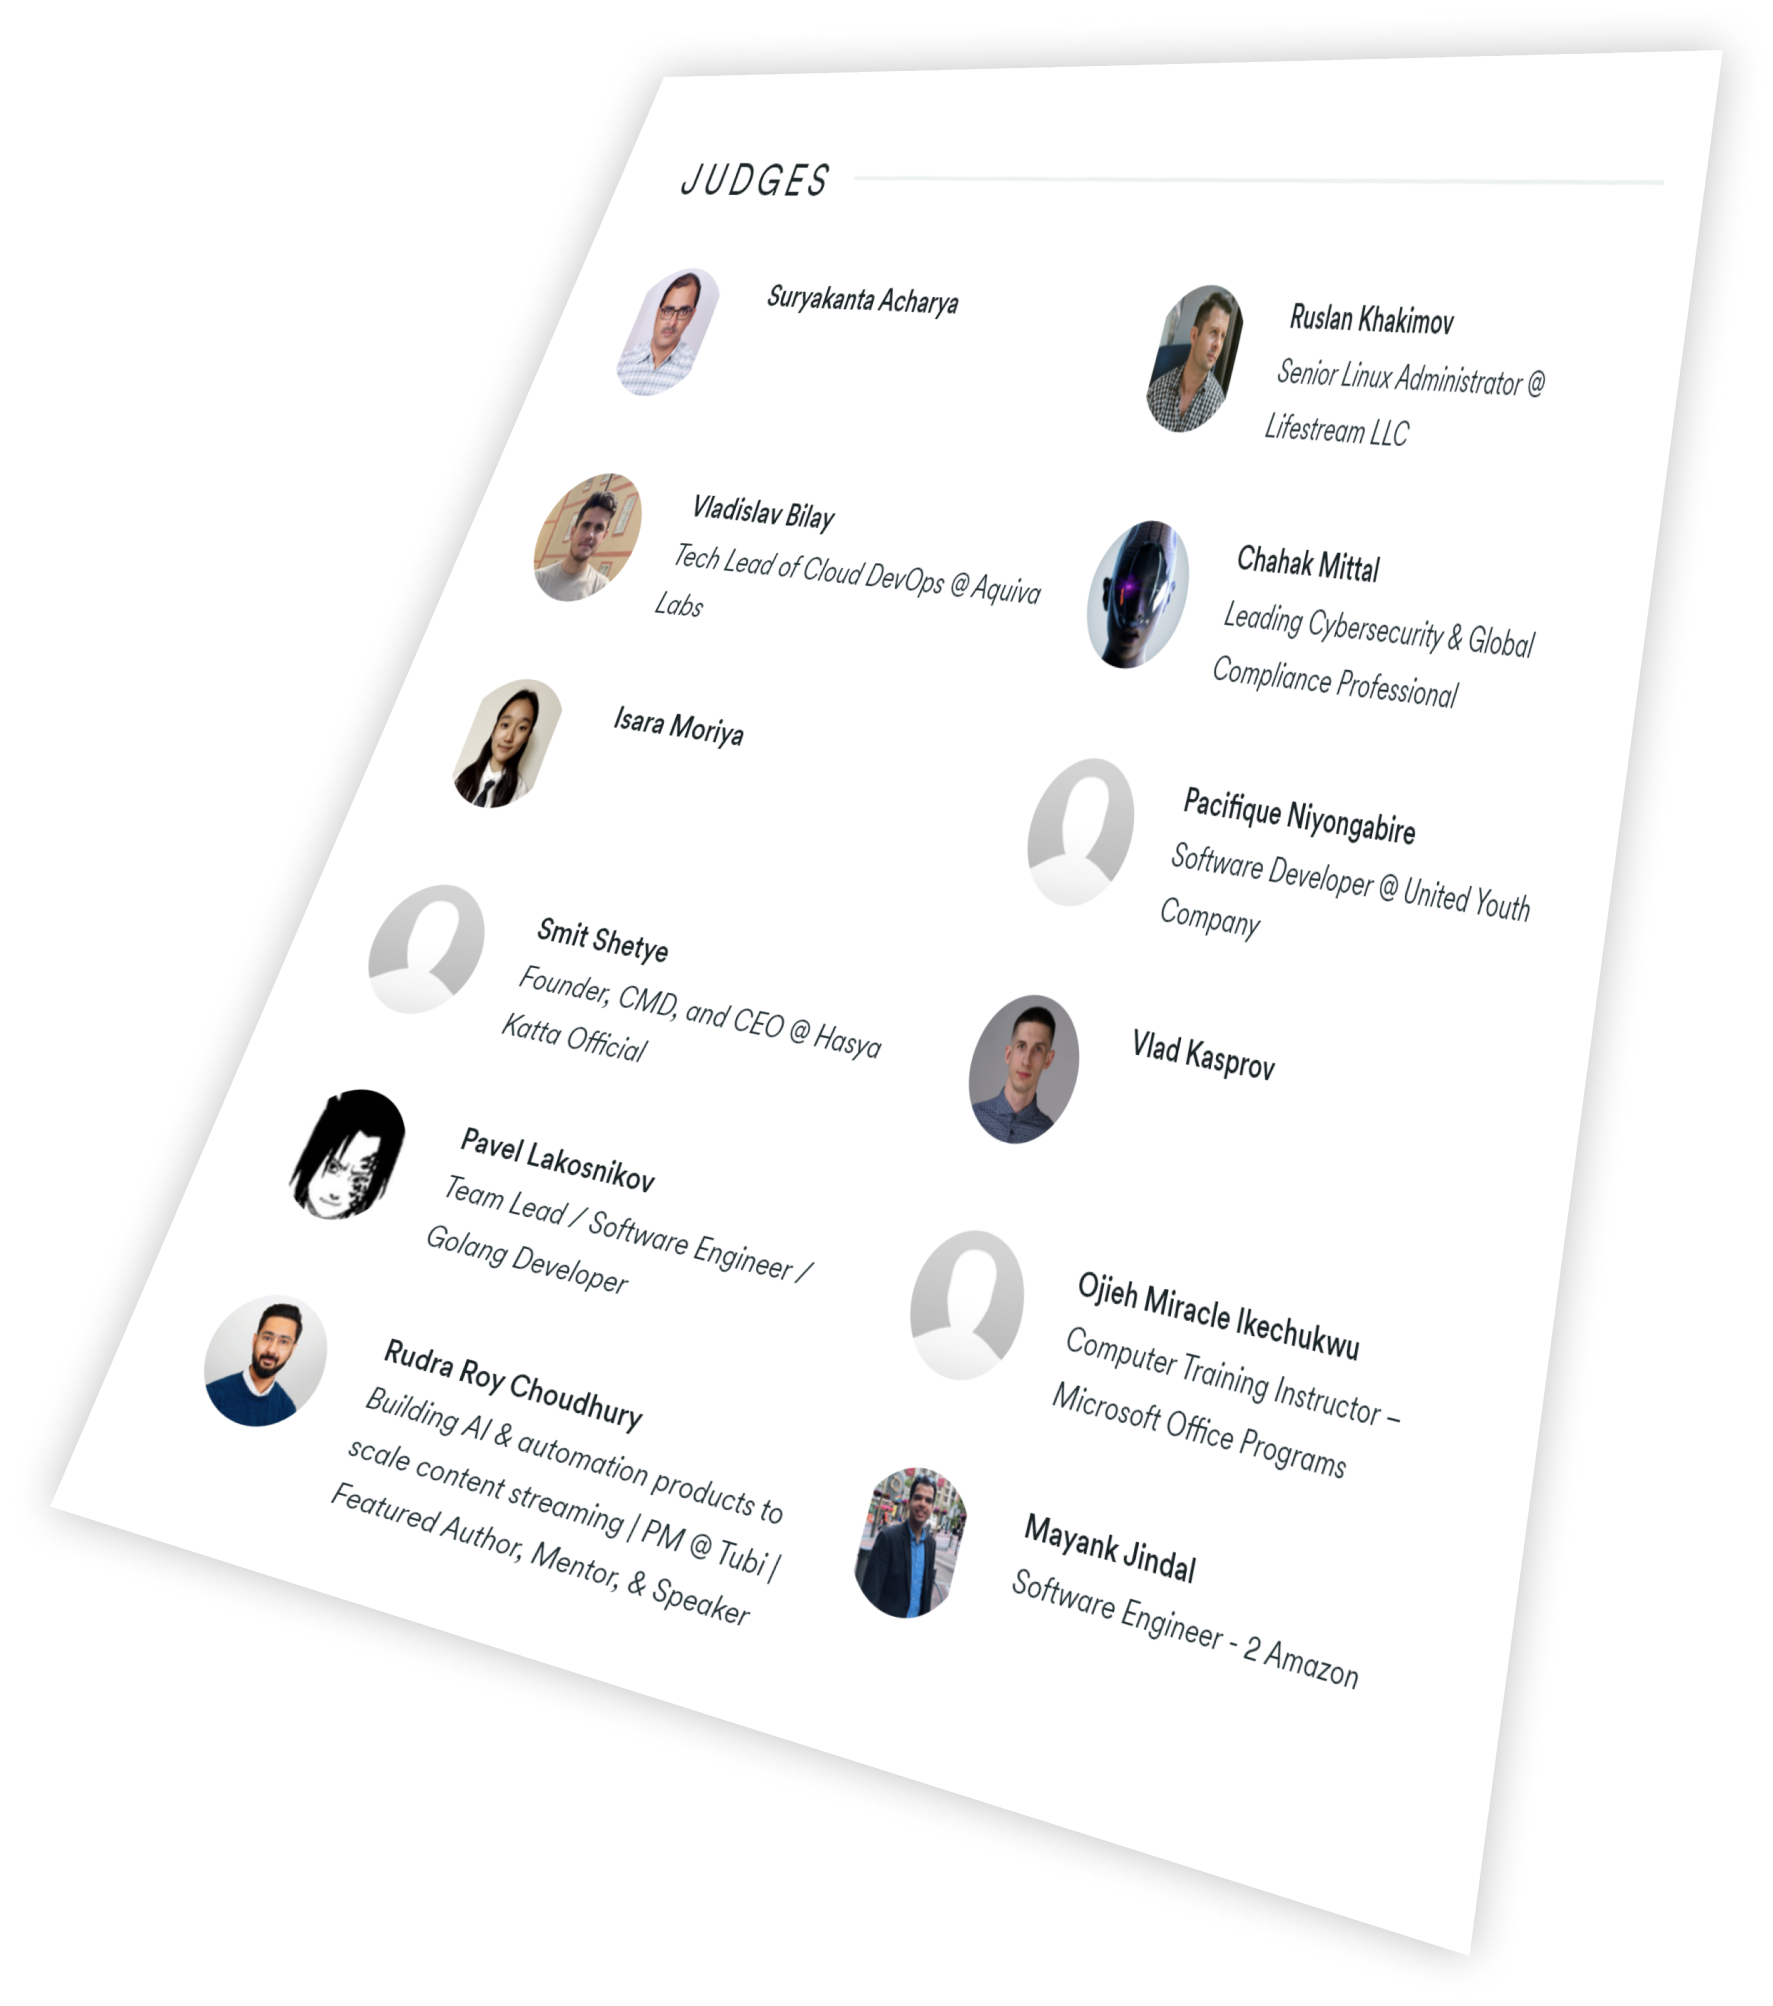 JUDGES
Suryakanta Acharya
Ruslan Khakimov
Senior Linux Administrator @
Lifestream LLC
Vladislav Bilay
Tech Lead of Cloud DevOps @ Aquiva
Labs
Chahak Mittal
Leading Cybersecurity & Global
Compliance Professional
Isara Moriya
Pacifique Niyongabire
Software Developer @ United Youth
Company
Smit Shetye
Founder, CMD, and CEO @ Hasya
Katta Official
Vlad Kasprov
Pavel Lakosnikov
Team Lead / Software Engineer /
Golang Developer
Ojieh Miracle Ikechukwu
Computer Training Instructor –
Microsoft Office Programs
Rudra Roy Choudhury
Building AI & automation products to
scale content streaming | PM @ Tubi |
Featured Author, Mentor, & Speaker
Mayank Jindal
Software Engineer - 2 Amazon